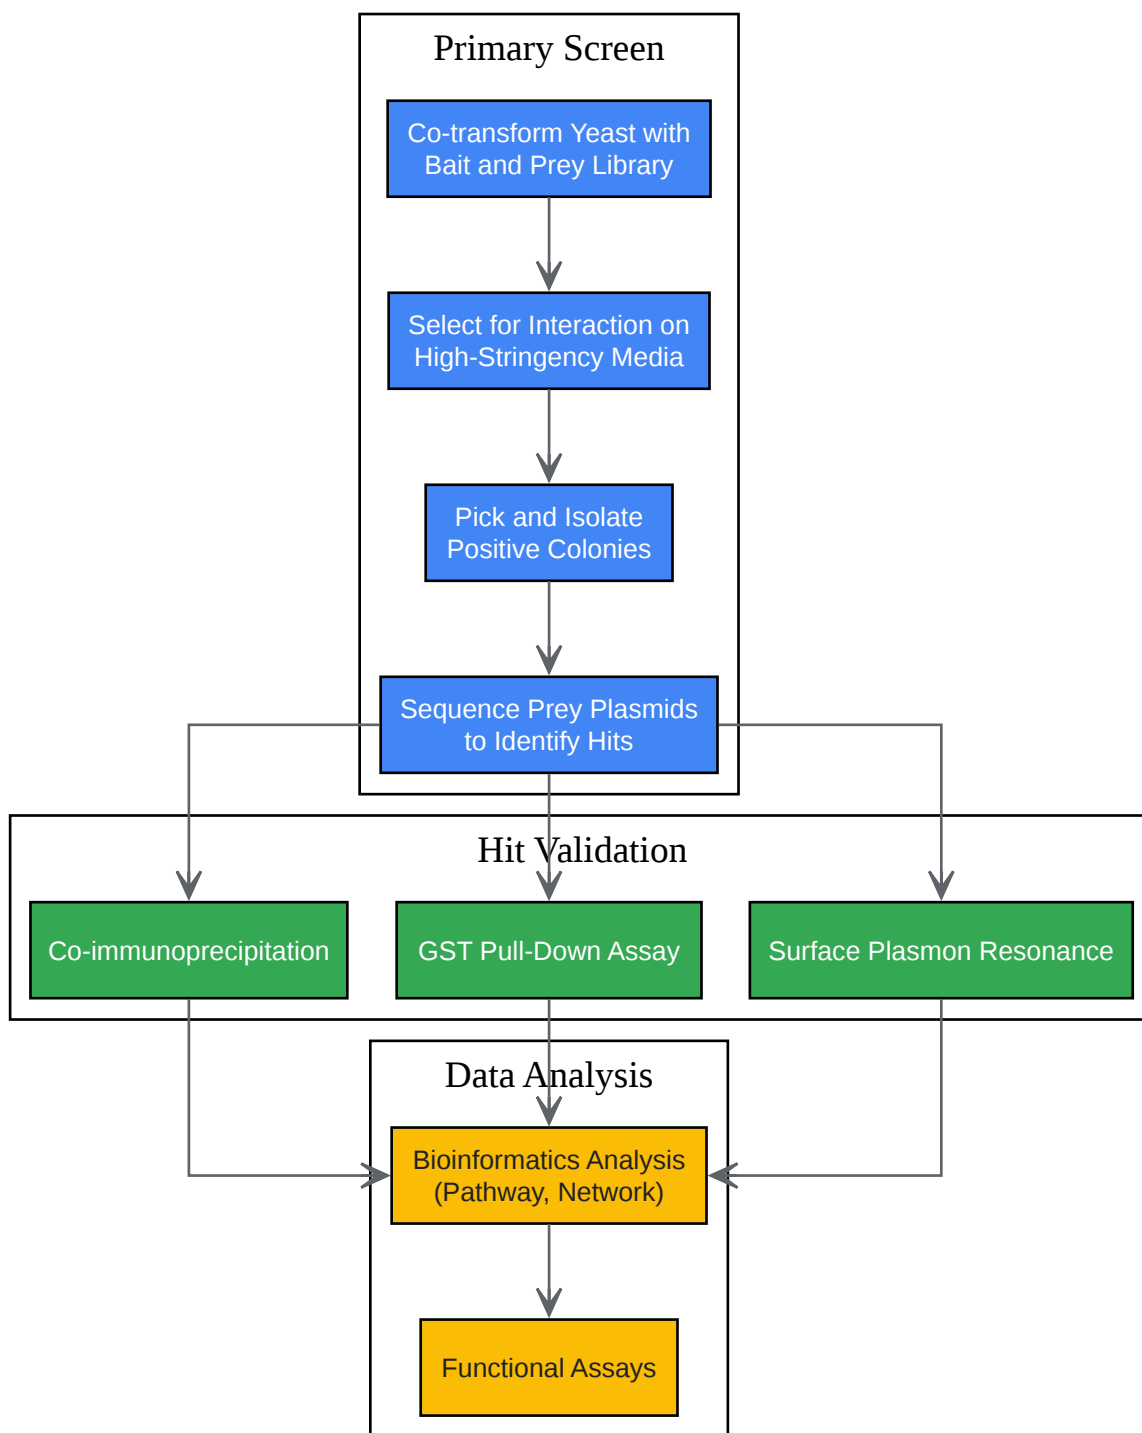 Primary Screen
Co-transform Yeast with
Bait and Prey Library
Select for Interaction on
High-Stringency Media
Pick and Isolate
Positive Colonies
Sequence Prey Plasmids
to Identify Hits
Hit Validation
Co-immunoprecipitation
GST Pull-Down Assay
Surface Plasmon Resonance
Data Analysis
Bioinformatics Analysis
(Pathway, Network)
Functional Assays